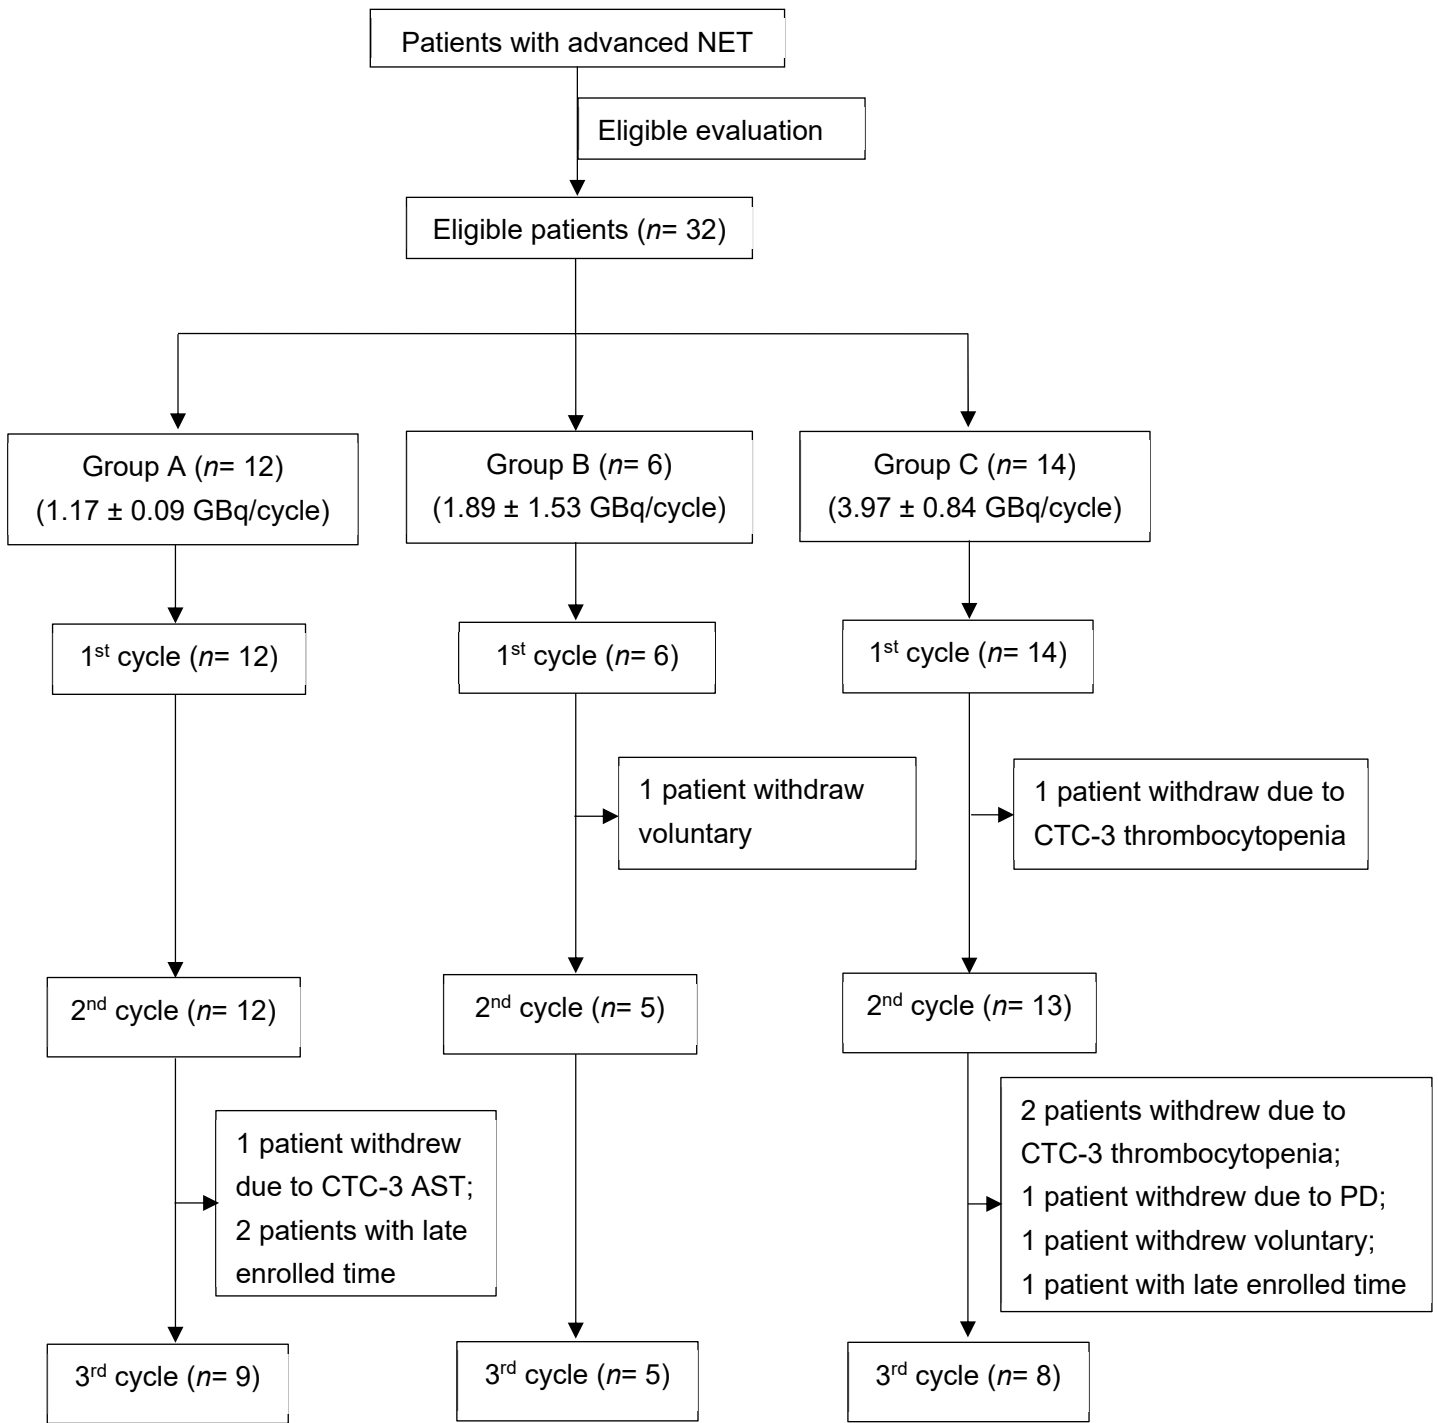 Patients with advanced NET
Eligible evaluation
Eligible patients (n= 32)
Group A (n= 12)
(1.17 ± 0.09 GBq/cycle)
Group B (n= 6)
(1.89 ± 1.53 GBq/cycle)
Group C (n= 14)
(3.97 ± 0.84 GBq/cycle)
1st cycle (n= 12)
1st cycle (n= 6)
1st cycle (n= 14)
1 patient withdraw
voluntary
1 patient withdraw due to
CTC-3 thrombocytopenia
2nd cycle (n= 12)
2nd cycle (n= 5)
2nd cycle (n= 13)
1 patient withdrew
due to CTC-3 AST;
2 patients with late
enrolled time
2 patients withdrew due to
CTC-3 thrombocytopenia;
1 patient withdrew due to PD;
1 patient withdrew voluntary;
1 patient with late enrolled time
3rd cycle (n= 9)
3rd cycle (n= 5)
3rd cycle (n= 8)